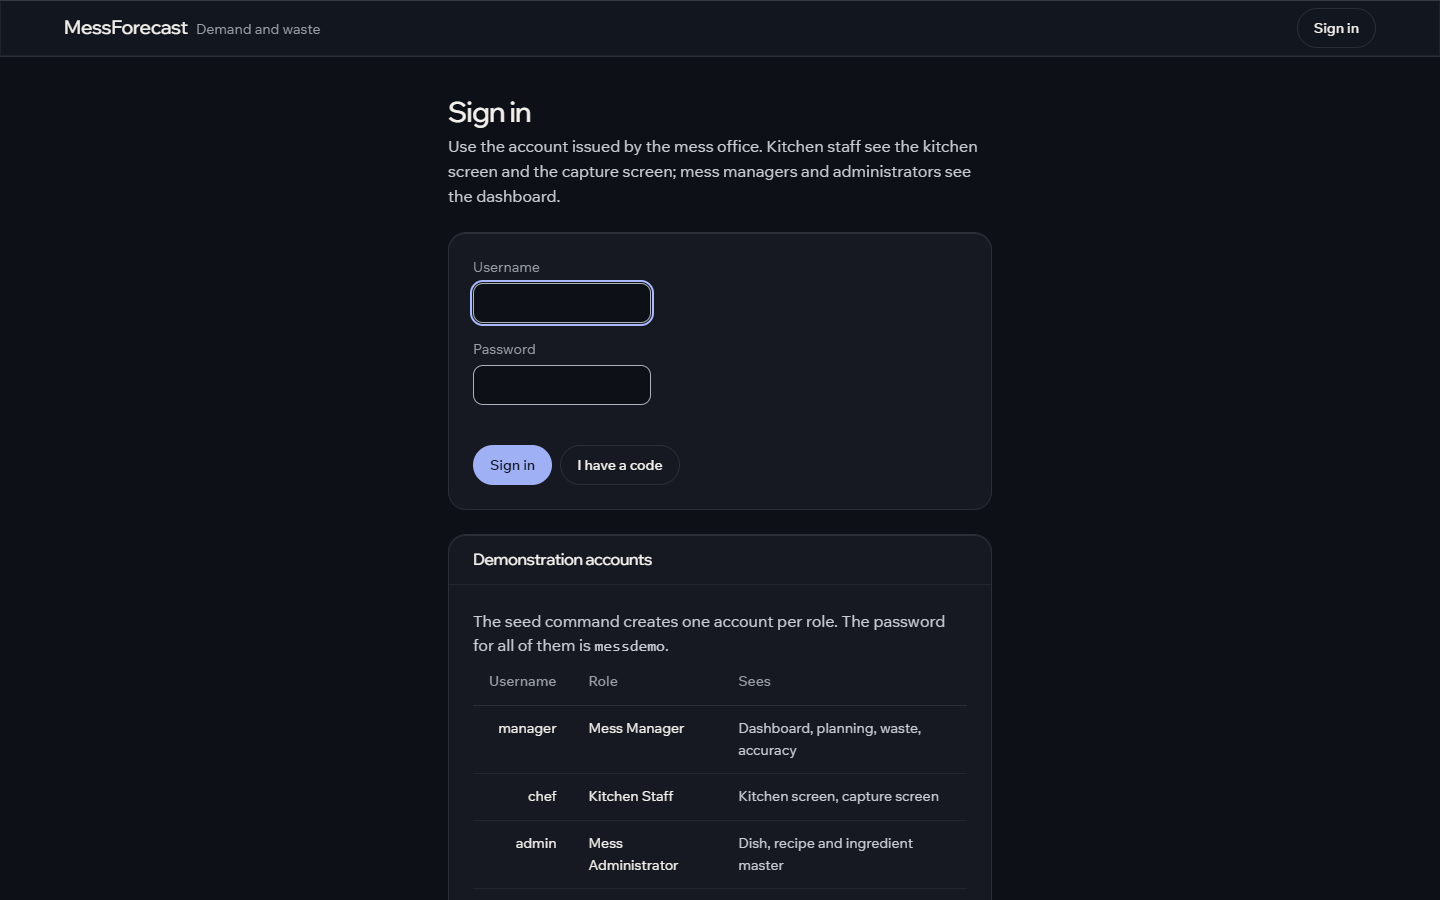 MessForecast Demand and waste
Sign in
Sign in
Use the account issued by the mess office. Kitchen staff see the kitchen
screen and the capture screen; mess managers and administrators see
the dashboard.
Username
Password
Sign in
I have a code
Demonstration accounts
The seed command creates one account per role. The password
for all of them is messdemo.
Username Role Sees
manager Mess Manager Dashboard, planning, waste,
accuracy
chef Kitchen Staff Kitchen screen, capture screen
admin Mess Dish, recipe and ingredient
Administrator master